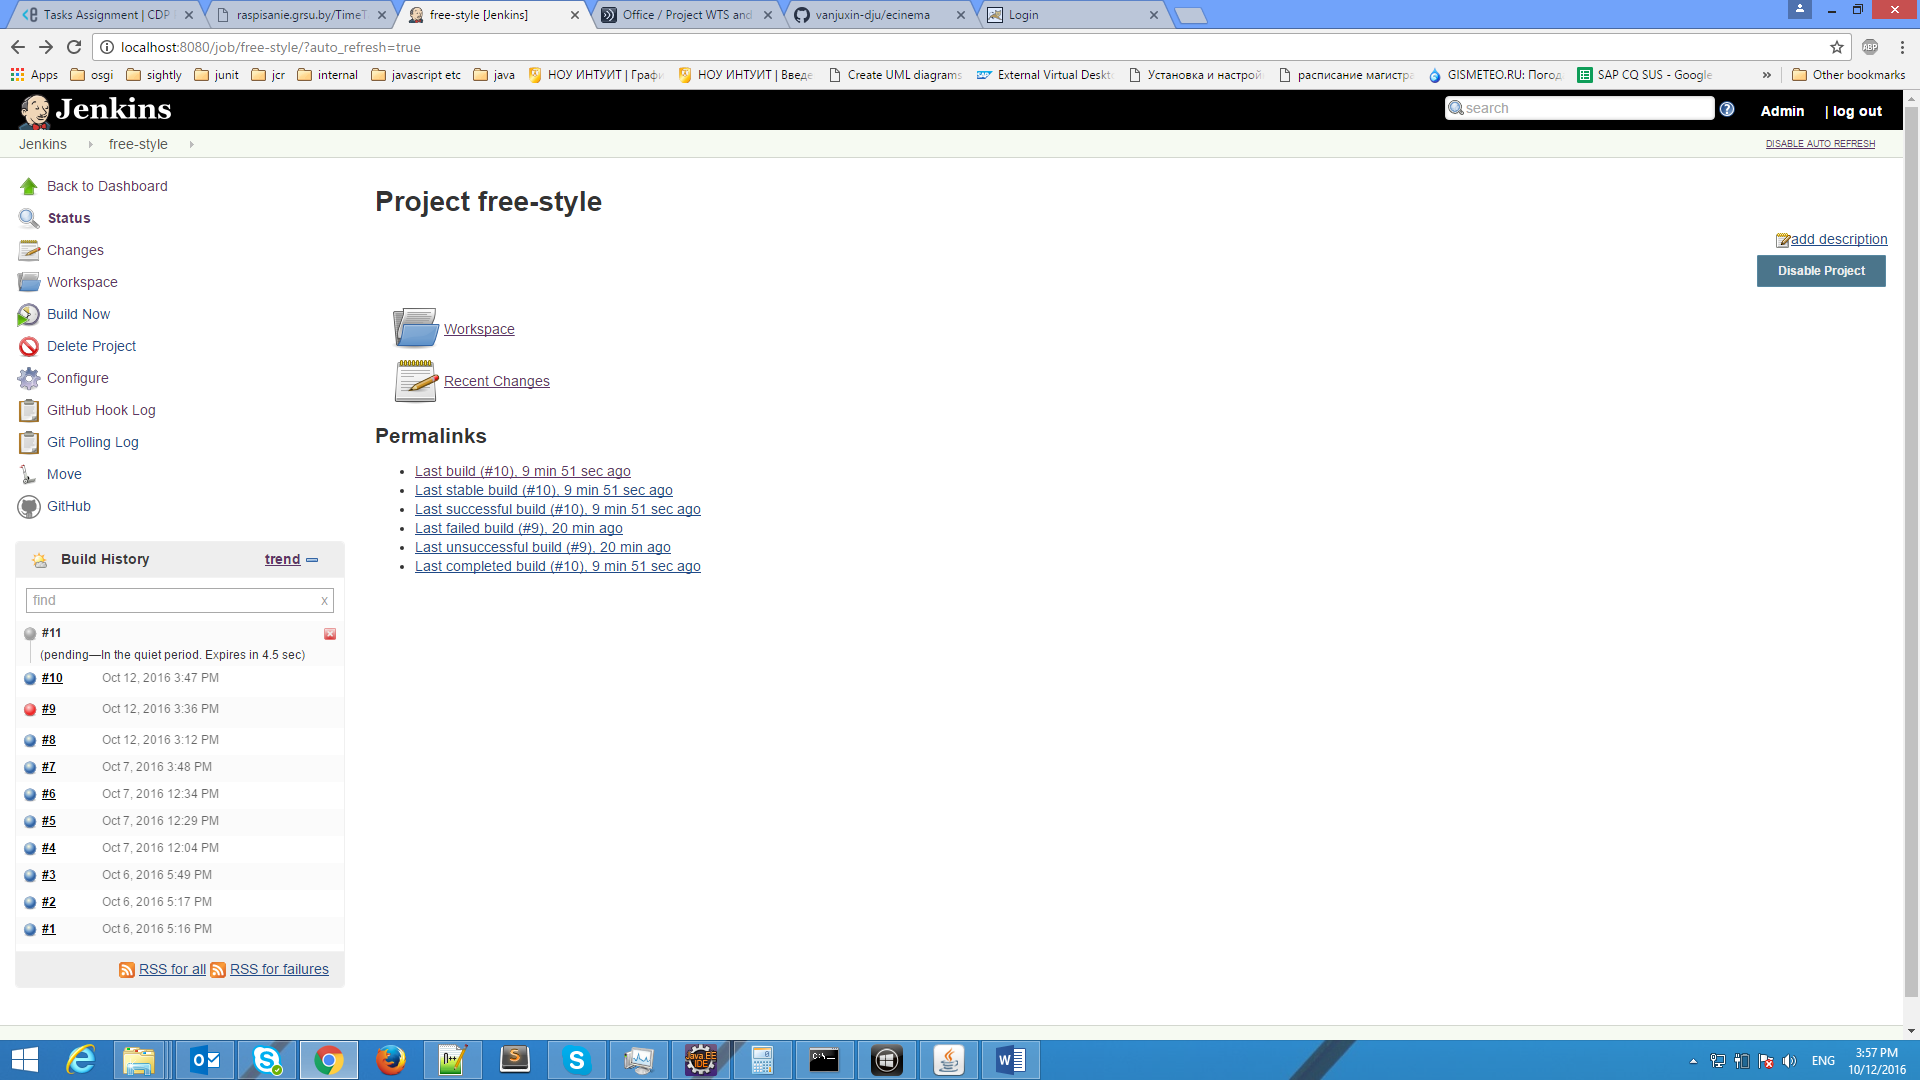 Tasks Assignment | CDP
raspisanie.grsu.by/TimeT
free-style [Jenkins]
Office / Project WTS and
vanjuxin-dju/ecinema
Login
localhost:8080/job/free-style/?auto_refresh=true
ABP
Apps
osgi
sightly
junit
jcr
internal
javascript etc
java
НОУ ИНТУИТ | Графи
НОУ ИНТУИТ | Введе
Create UML diagrams
External Virtual Deskt
Установка и настрой
расписание магистра
GISMETEO.RU: Погод
SAP CQ SUS - Google
Other bookmarks
Jenkins
search
Admin
| log out
Jenkins
free-style
DISABLE AUTO REFRESH
Back to Dashboard
Status
Changes
Workspace
Build Now
Delete Project
Configure
GitHub Hook Log
Git Polling Log
Move
GitHub
Project free-style
add description
Disable Project
Workspace
Recent Changes
Permalinks
Last build (#10), 9 min 51 sec ago
Last stable build (#10), 9 min 51 sec ago
Last successful build (#10), 9 min 51 sec ago
Last failed build (#9), 20 min ago
Last unsuccessful build (#9), 20 min ago
Last completed build (#10), 9 min 51 sec ago
Build History
trend
find
x
#11
(pending—In the quiet period. Expires in 4.5 sec)
#10 Oct 12, 2016 3:47 PM
#9 Oct 12, 2016 3:36 PM
#8 Oct 12, 2016 3:12 PM
#7 Oct 7, 2016 3:48 PM
#6 Oct 7, 2016 12:34 PM
#5 Oct 7, 2016 12:29 PM
#4 Oct 7, 2016 12:04 PM
#3 Oct 6, 2016 5:49 PM
#2 Oct 6, 2016 5:17 PM
#1 Oct 6, 2016 5:16 PM
RSS for all
RSS for failures
Java EE
IDE
ENG
3:57 PM
10/12/2016